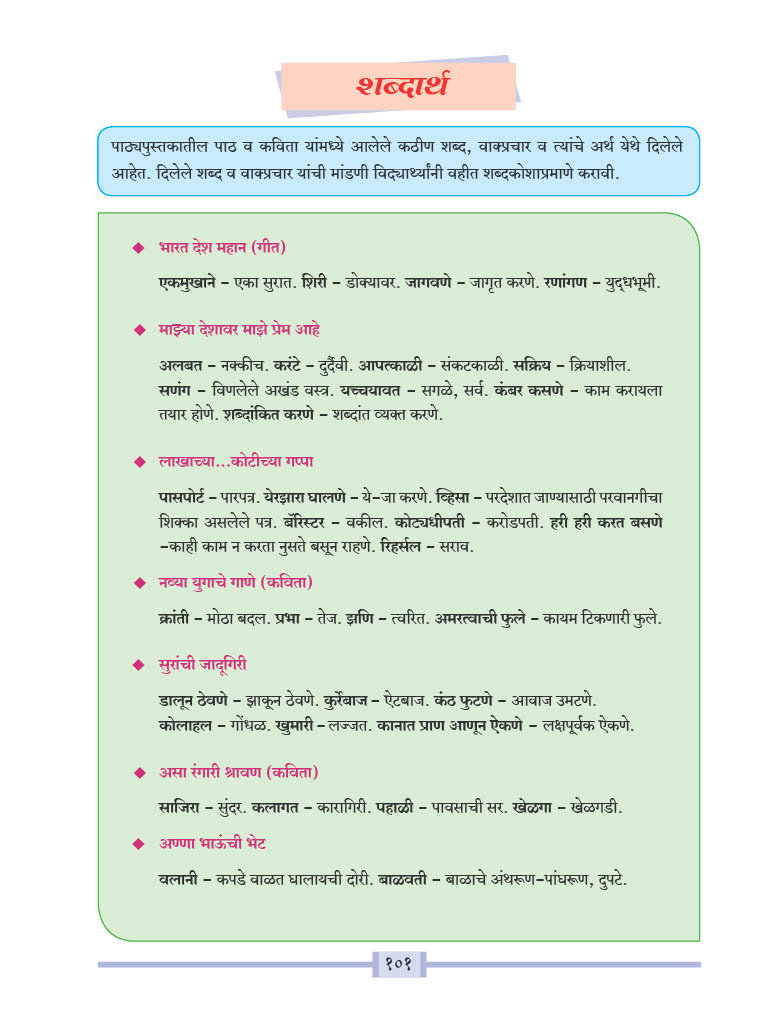 शब्दार्थ
पाठ्यपुस्तकातील पाठ व कविता यांमध्ये आलेले कठीण शब्द, वाक्प्रचार व त्यांचे अर्थ येथे दिलेले
आहेत. दिलेले शब्द व वाक्प्रचार यांची मांडणी विद्यार्थ्यांनी वहीत शब्दकोशाप्रमाणे करावी.
◆ भारत देश महान (गीत)
एकमुखाने – एका सुरात. शिरी – डोक्यावर. जागवणे – जागृत करणे. रणांगण – युद्धभूमी.
◆ माझ्या देशावर माझे प्रेम आहे
अलबत – नक्कीच. करंटे – दुर्दैवी. आपत्काळी – संकटकाळी. सक्रिय – क्रियाशील.
सणंग – विणलेले अखंड वस्त्र. यच्चयावत – सगळे, सर्व. कंबर कसणे – काम करायला
तयार होणे. शब्दांकित करणे – शब्दांत व्यक्त करणे.
◆ लाखाच्या...कोटीच्या गप्पा
पासपोर्ट – पारपत्र. येरझारा घालणे – ये-जा करणे. व्हिसा – परदेशात जाण्यासाठी परवानगीचा
शिक्का असलेले पत्र. बॅरिस्टर – वकील. कोट्यधीपती – करोडपती. हरी हरी करत बसणे
–काही काम न करता नुसते बसून राहणे. रिहर्सल – सराव.
◆ नव्या युगाचे गाणे (कविता)
क्रांती – मोठा बदल. प्रभा – तेज. झणि – त्वरित. अमरत्वाची फुले – कायम टिकणारी फुले.
◆ सुरांची जादूगिरी
डालून ठेवणे – झाकून ठेवणे. कुर्रेबाज – ऐटबाज. कंठ फुटणे – आवाज उमटणे.
कोलाहल – गोंधळ. खुमारी – लज्जत. कानात प्राण आणून ऐकणे – लक्षपूर्वक ऐकणे.
◆ असा रंगारी श्रावण (कविता)
साजिरा – सुंदर. कलागत – कारागिरी. पहाळी – पावसाची सर. खेळगा – खेळगडी.
◆ अण्णा भाऊंची भेट
वलानी – कपडे वाळत घालायची दोरी. बाळवती – बाळाचे अंथरूण-पांघरूण, दुपटे.
१०१